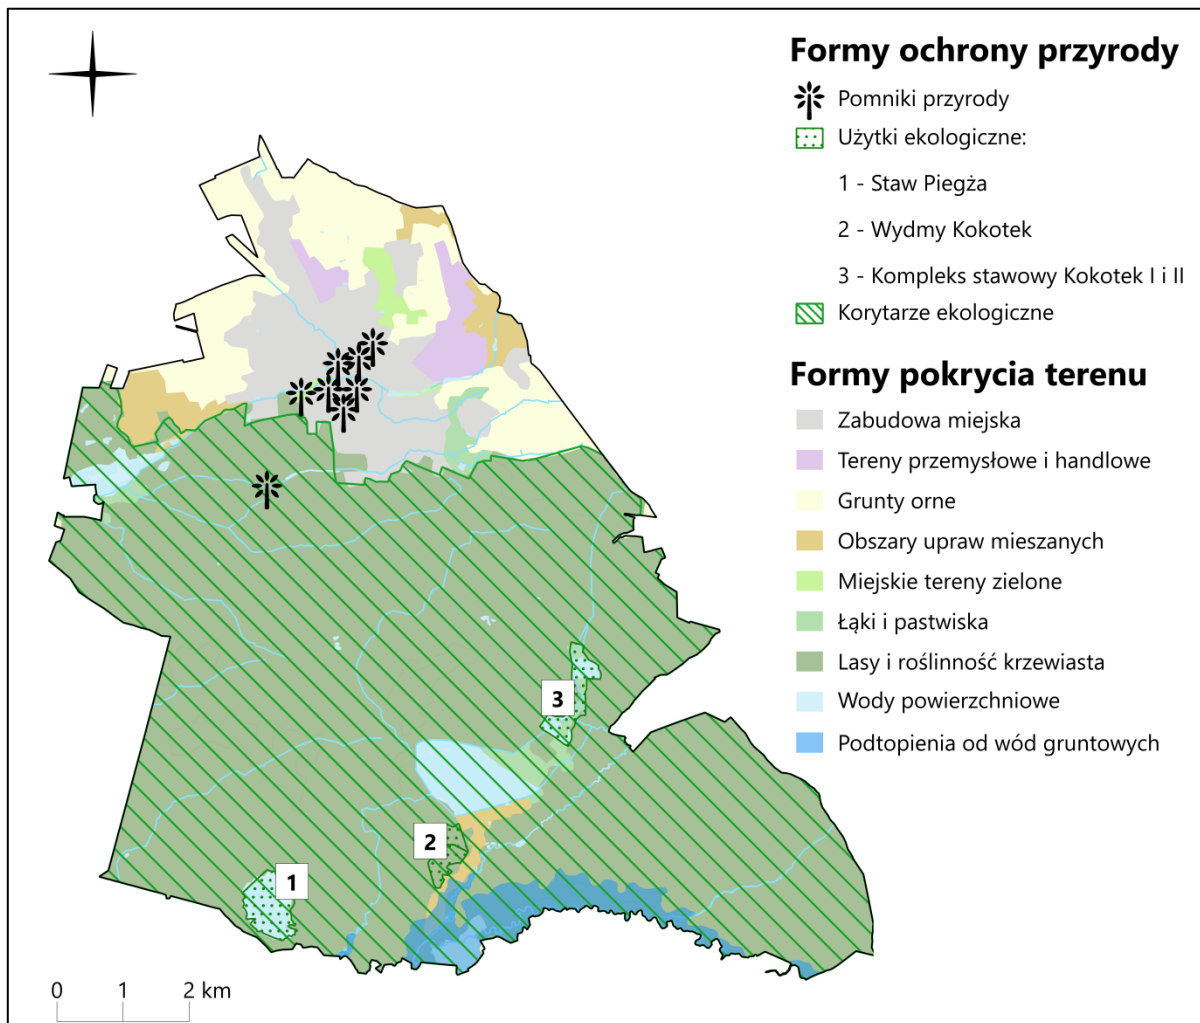 Formy ochrony przyrody
Pomniki przyrody
Użytki ekologiczne:
1 - Staw Piegża
2 - Wydmy Kokotek
3 - Kompleks stawowy Kokotek I i II
Korytarze ekologiczne
Formy pokrycia terenu
Zabudowa miejska
Tereny przemysłowe i handlowe
Grunty orne
Obszary upraw mieszanych
Miejskie tereny zielone
Łąki i pastwiska
Lasy i roślinność krzewiasta
Wody powierzchniowe
Podtopienia od wód gruntowych
3
2
1
0 1 2 km